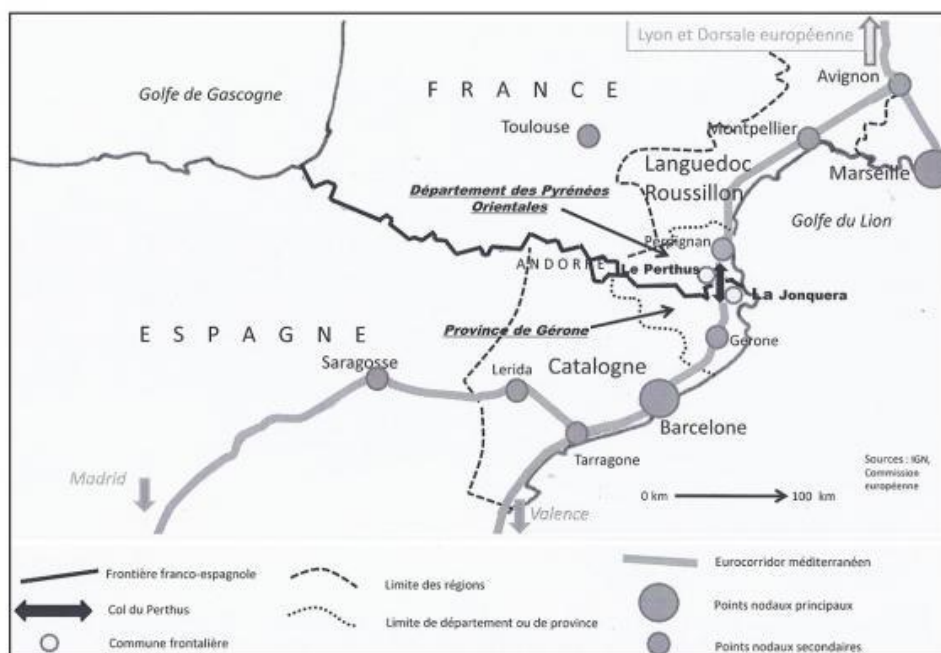 Lyon et Dorsale européenne
Avignon
Golfe de Gascogne
F R A N C E
Toulouse
Montpellier
Marseille
Languedoc
Roussillon
Département des Pyrénées
Orientales
Golfe du Lion
Perpignan
ANDORRE
Le Perthus
La Jonquera
Province de Gérone
E S P A G N E
Gérone
Saragosse
Lerida
Catalogne
Barcelone
Tarragone
Madrid
Valence
Sources : IGN,
Commission
européenne
0 km
100 km
Frontière franco-espagnole
Limite des régions
Eurocorridor méditerranéen
Col du Perthus
Limite de département ou de province
Points nodaux principaux
Commune frontalière
Points nodaux secondaires